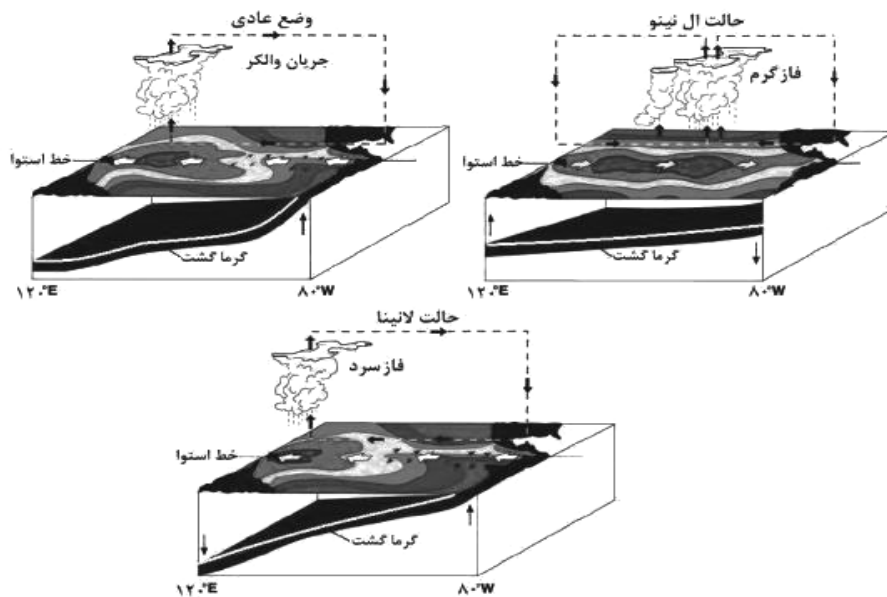 وضع عادی
جریان والکر
خط استوا
گرما گشت
۱۲۰°E
۸۰°W
حالت ال نینو
فاز گرم
خط استوا
گرما گشت
۱۲۰°E
۸۰°W
حالت لانینا
فاز سرد
خط استوا
گرما گشت
۱۲۰°E
۸۰°W